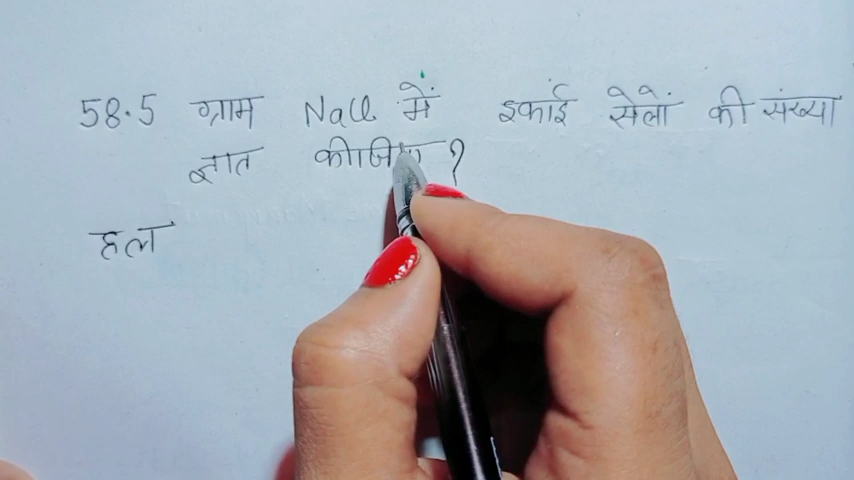 58.5 ग्राम NaCl में इकाई सेलों की संख्या
ज्ञात कीजिए ?
हल